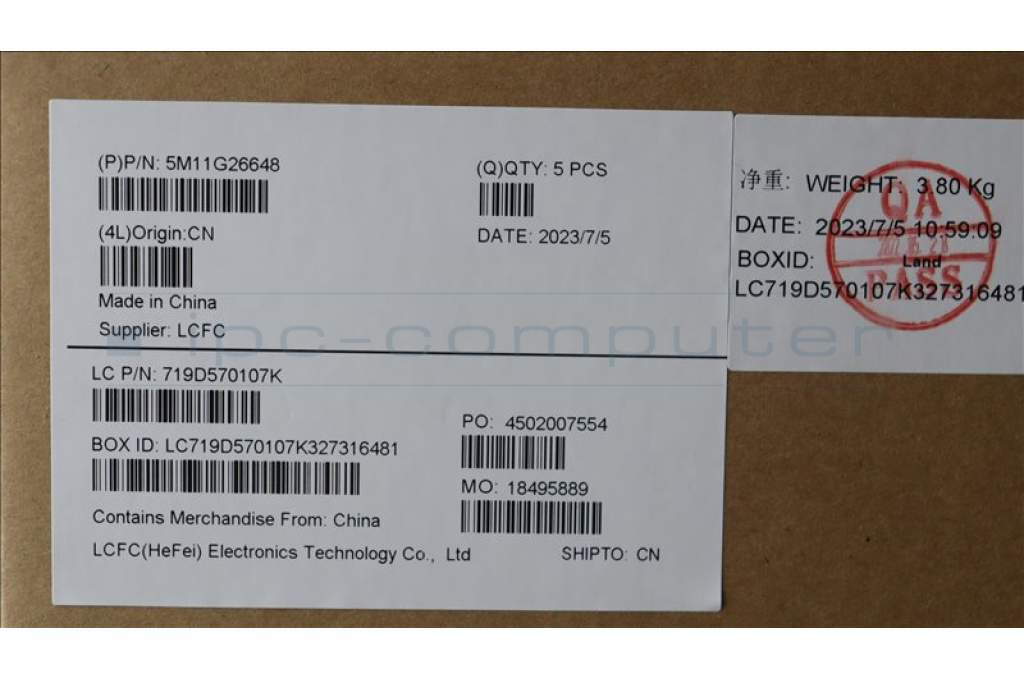 (P)P/N: 5M11G26648
(Q)QTY: 5 PCS
(4L)Origin:CN
DATE: 2023/7/5
Made in China
Supplier: LCFC
LC P/N: 719D570107K
PO: 4502007554
BOX ID: LC719D570107K327316481
MO: 18495889
Contains Merchandise From: China
LCFC(HeFei) Electronics Technology Co., Ltd
SHIPTO: CN
净重: WEIGHT: 3.80 Kg
DATE: 2023/7/5 10:59:09
BOXID: Land
LC719D570107K327316481
QA
PASS
ipc-computer